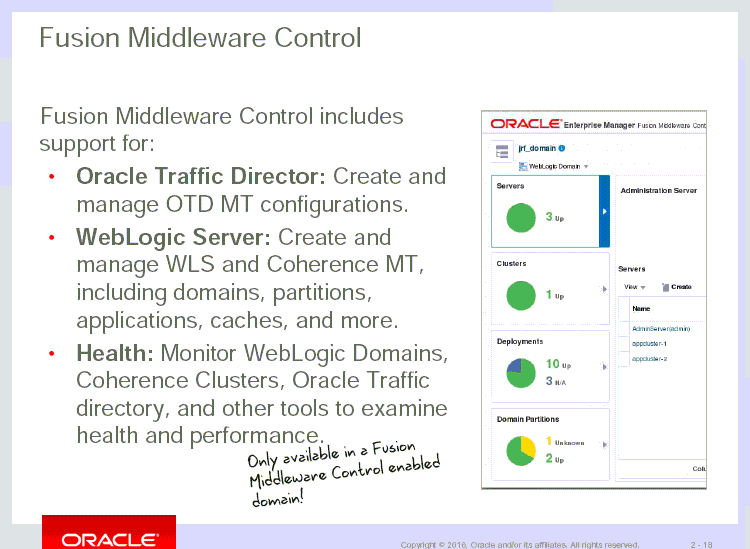 Fusion Middleware Control
Fusion Middleware Control includes
support for:
• Oracle Traffic Director: Create and
manage OTD MT configurations.
• WebLogic Server: Create and
manage WLS and Coherence MT,
including domains, partitions,
applications, caches, and more.
• Health: Monitor WebLogic Domains,
Coherence Clusters, Oracle Traffic
directory, and other tools to examine
health and performance.
Only available in a Fusion
Middleware Control enabled
domain!
ORACLE Enterprise Manager Fusion Middleware Cont
jrf_domain
WebLogic Domain
Servers
3 Up
Clusters
1 Up
Deployments
10 Up
3 N/A
Domain Partitions
1 Unknown
2 Up
Administration Server
Servers
View Create
Name
AdminServer(admin)
appcluster-1
appcluster-2
Colu
ORACLE
Copyright © 2016, Oracle and/or its affiliates. All rights reserved. 2 - 18